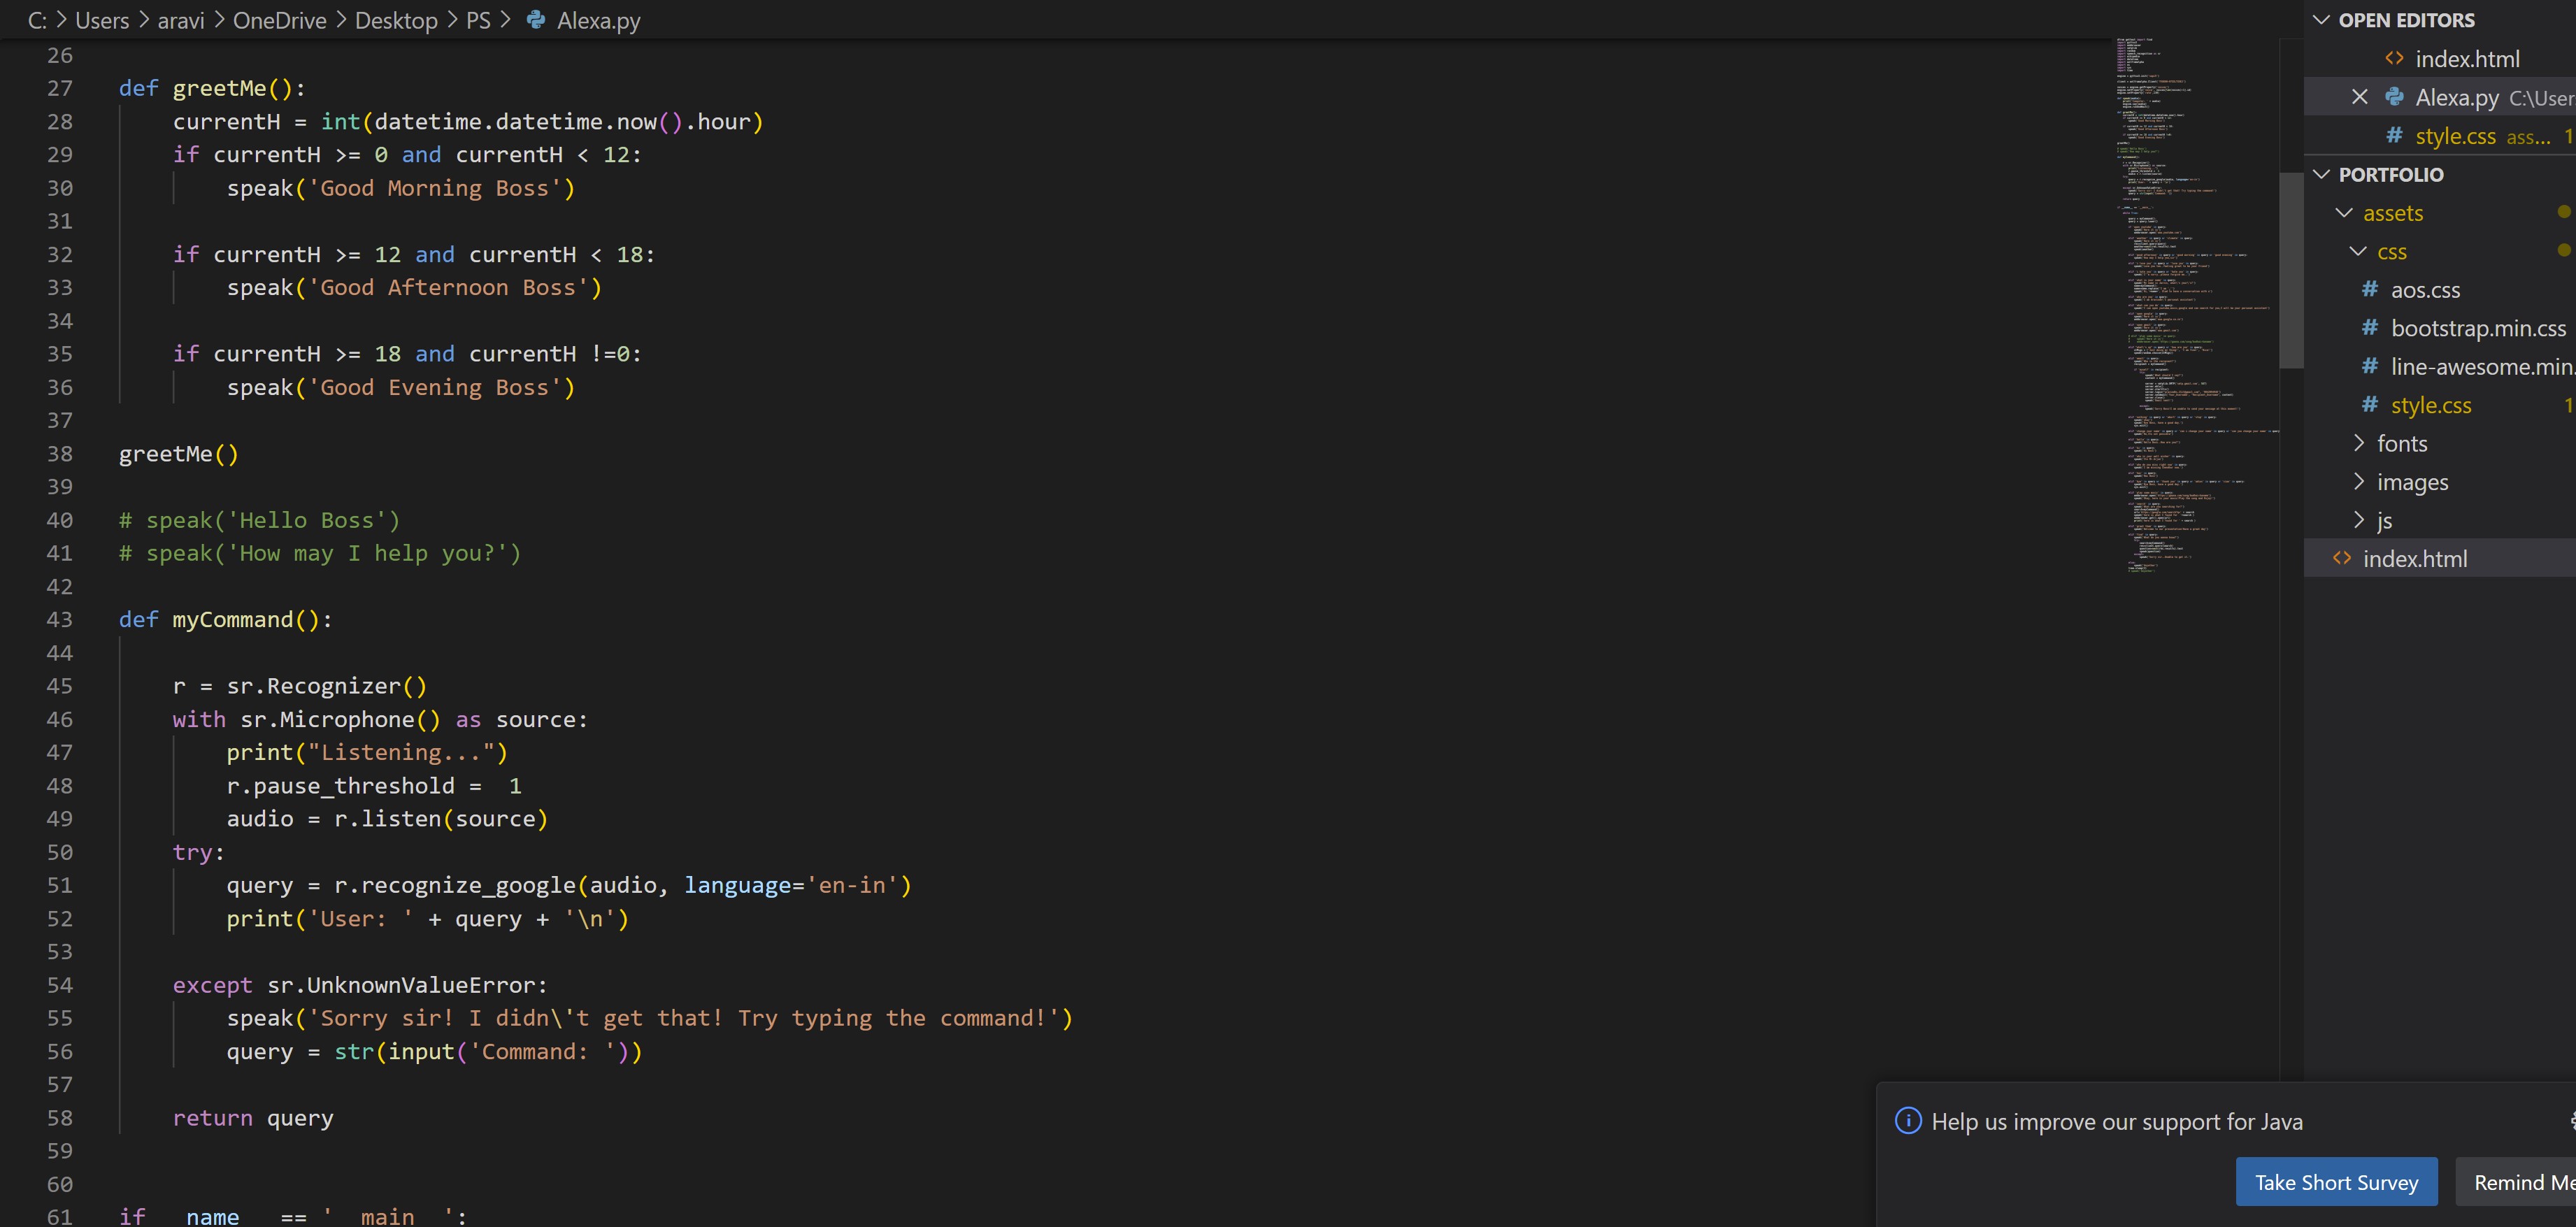 C: > Users > aravi > OneDrive > Desktop > PS > Alexa.py
26
27 def greetMe():
28     currentH = int(datetime.datetime.now().hour)
29     if currentH >= 0 and currentH < 12:
30         speak('Good Morning Boss')
31
32     if currentH >= 12 and currentH < 18:
33         speak('Good Afternoon Boss')
34
35     if currentH >= 18 and currentH !=0:
36         speak('Good Evening Boss')
37
38 greetMe()
39
40 # speak('Hello Boss')
41 # speak('How may I help you?')
42
43 def myCommand():
44
45     r = sr.Recognizer()
46     with sr.Microphone() as source:
47         print("Listening...")
48         r.pause_threshold =  1
49         audio = r.listen(source)
50     try:
51         query = r.recognize_google(audio, language='en-in')
52         print('User: ' + query + '\n')
53
54     except sr.UnknownValueError:
55         speak('Sorry sir! I didn\'t get that! Try typing the command!')
56         query = str(input('Command: '))
57
58     return query
59
60
61 if __name__ == '__main__':
OPEN EDITORS
<> index.html
Alexa.py C:\User
# style.css ass... 1
PORTFOLIO
assets
css
# aos.css
# bootstrap.min.css
# line-awesome.min.
# style.css 1
fonts
images
js
<> index.html
Help us improve our support for Java
Take Short Survey
Remind Me